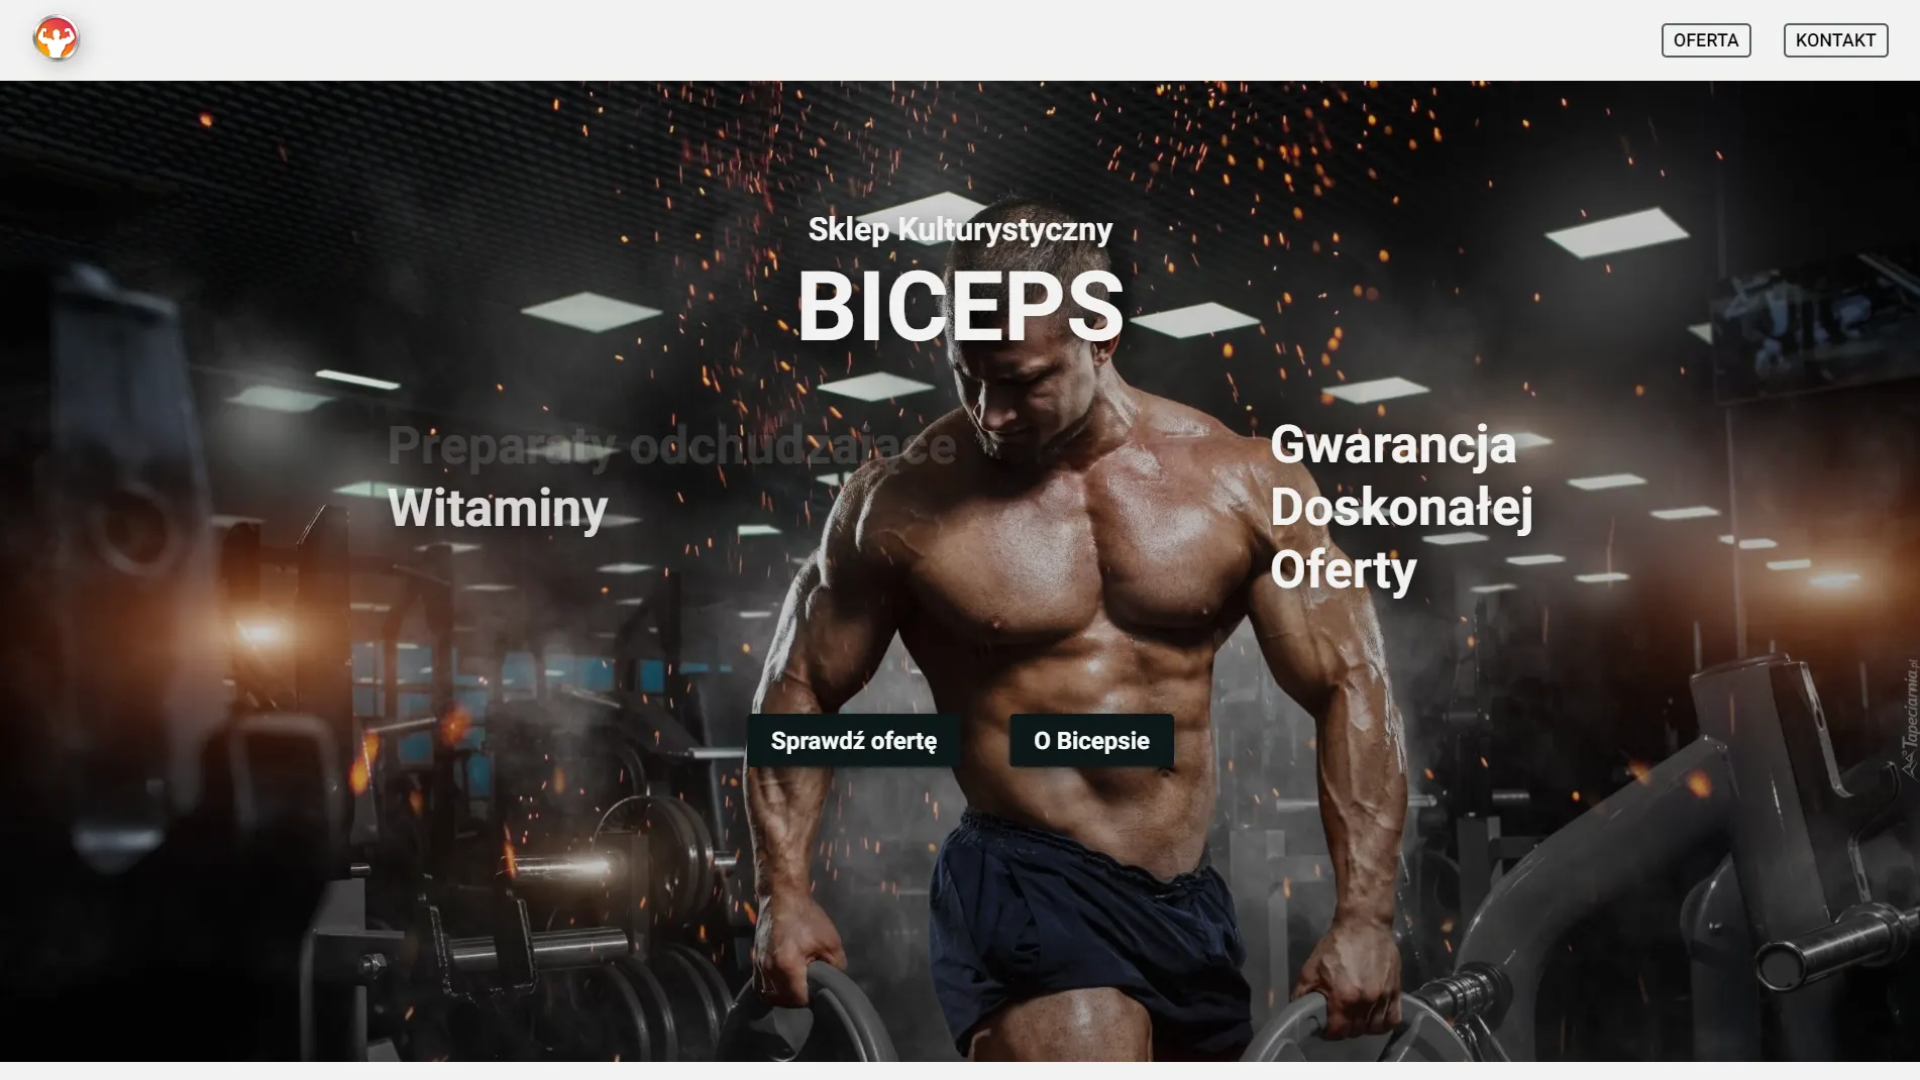 OFERTA
KONTAKT
Sklep Kulturystyczny
BICEPS
Preparaty odchudzające
Witaminy
Gwarancja
Doskonałej
Oferty
Sprawdź ofertę
O Bicepsie
Tapeciarnia.pl